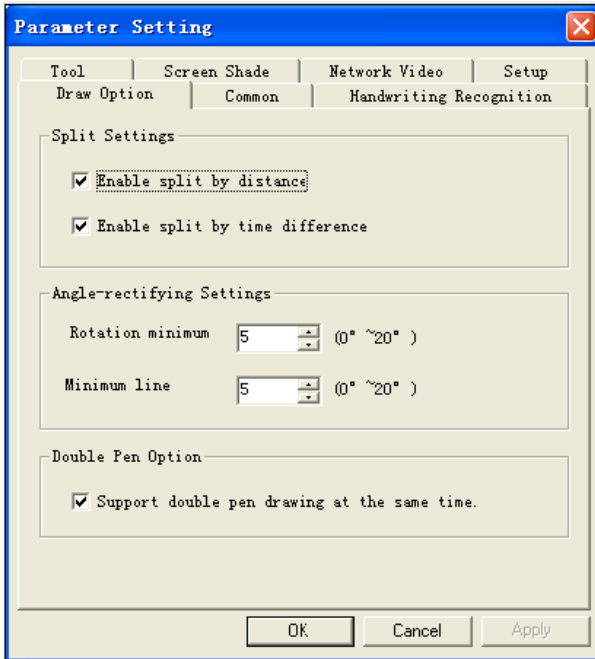 Parameter Setting
Tool Screen Shade Network Video Setup
Draw Option Common Handwriting Recognition
Split Settings
Enable split by distance
Enable split by time difference
Angle-rectifying Settings
Rotation minimum 5 (0° ~20° )
Minimum line 5 (0° ~20° )
Double Pen Option
Support double pen drawing at the same time.
OK Cancel Apply